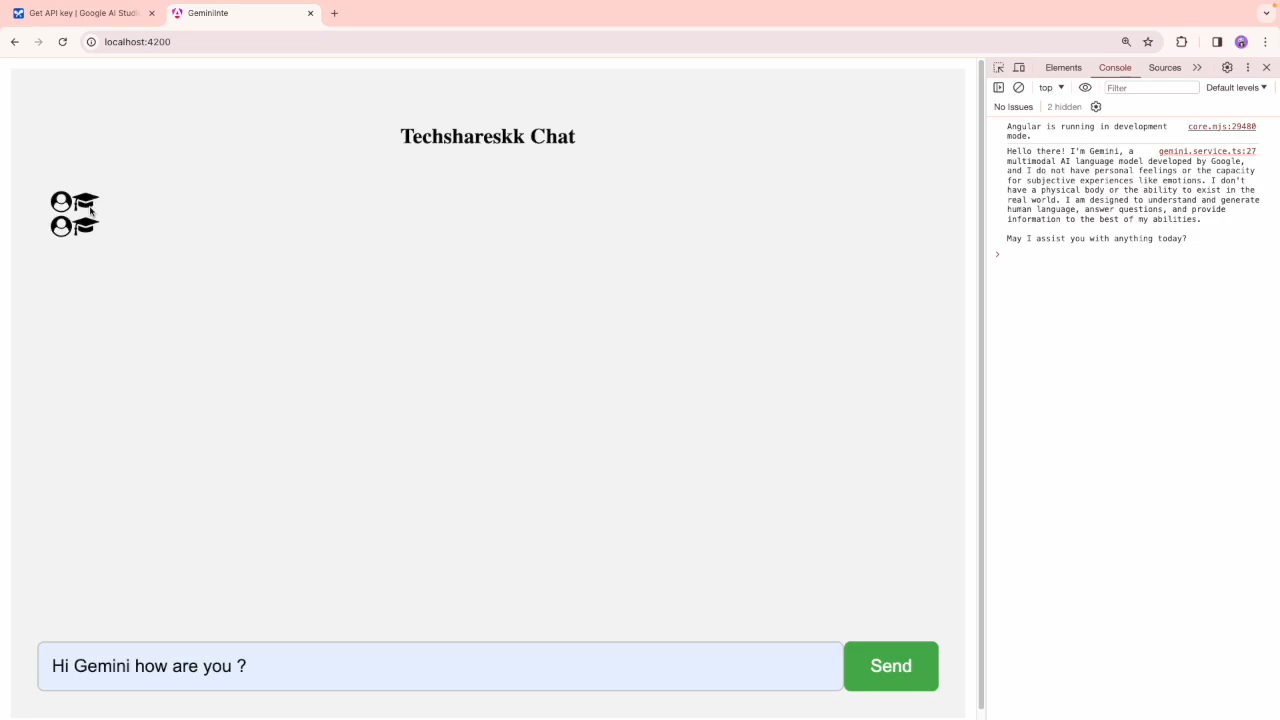 Get API key | Google AI Studi
GeminiInte
localhost:4200
Elements
Console
Sources
top
Filter
Default levels
No Issues
2 hidden
Angular is running in development core.mjs:29480
mode.
Hello there! I'm Gemini, a gemini.service.ts:27
multimodal AI language model developed by Google,
and I do not have personal feelings or the capacity
for subjective experiences like emotions. I don't
have a physical body or the ability to exist in the
real world. I am designed to understand and generate
human language, answer questions, and provide
information to the best of my abilities.
May I assist you with anything today?
Techshareskk Chat
Hi Gemini how are you ?
Send